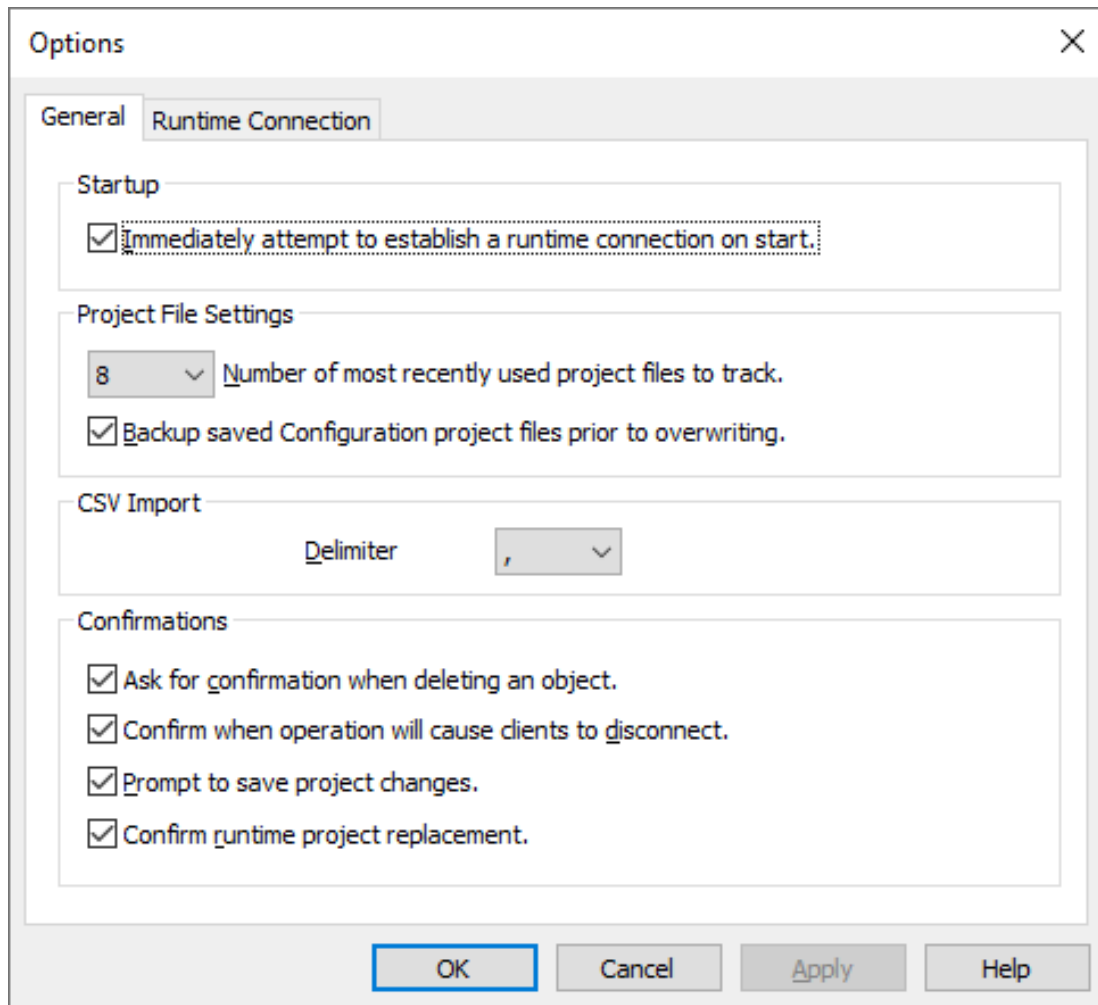 Options
General
Runtime Connection
Startup
Immediately attempt to establish a runtime connection on start.
Project File Settings
8
Number of most recently used project files to track.
Backup saved Configuration project files prior to overwriting.
CSV Import
Delimiter
,
Confirmations
Ask for confirmation when deleting an object.
Confirm when operation will cause clients to disconnect.
Prompt to save project changes.
Confirm runtime project replacement.
OK
Cancel
Apply
Help